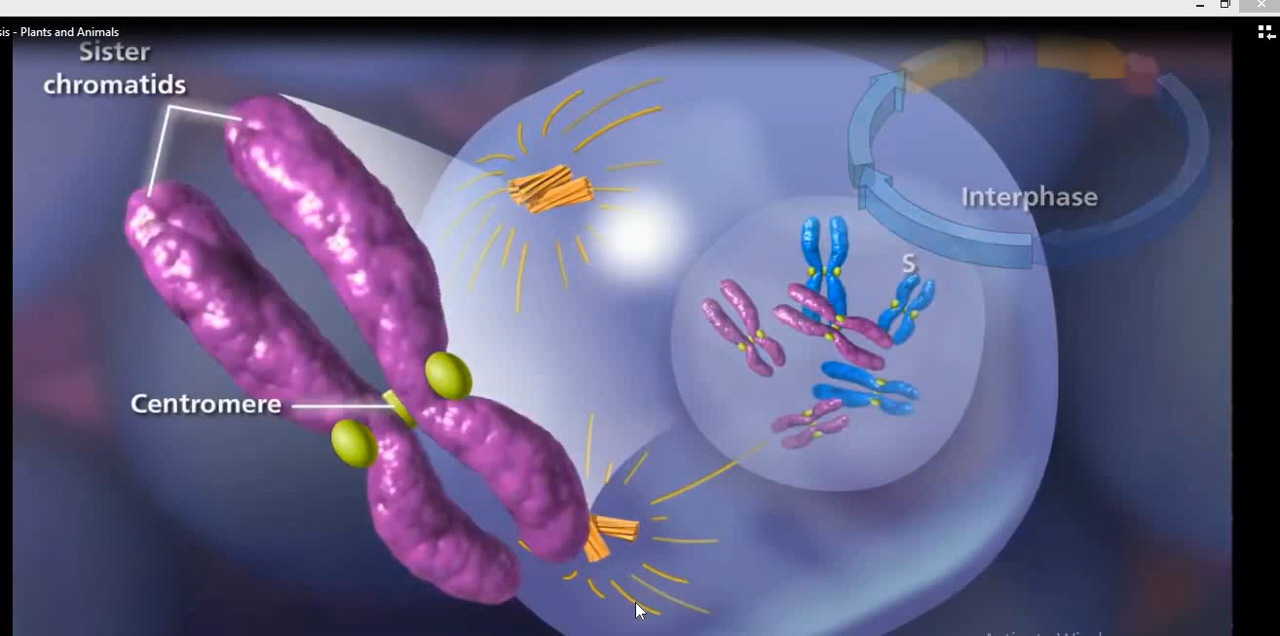 sis - Plants and Animals
Sister
chromatids
Interphase
S
Centromere